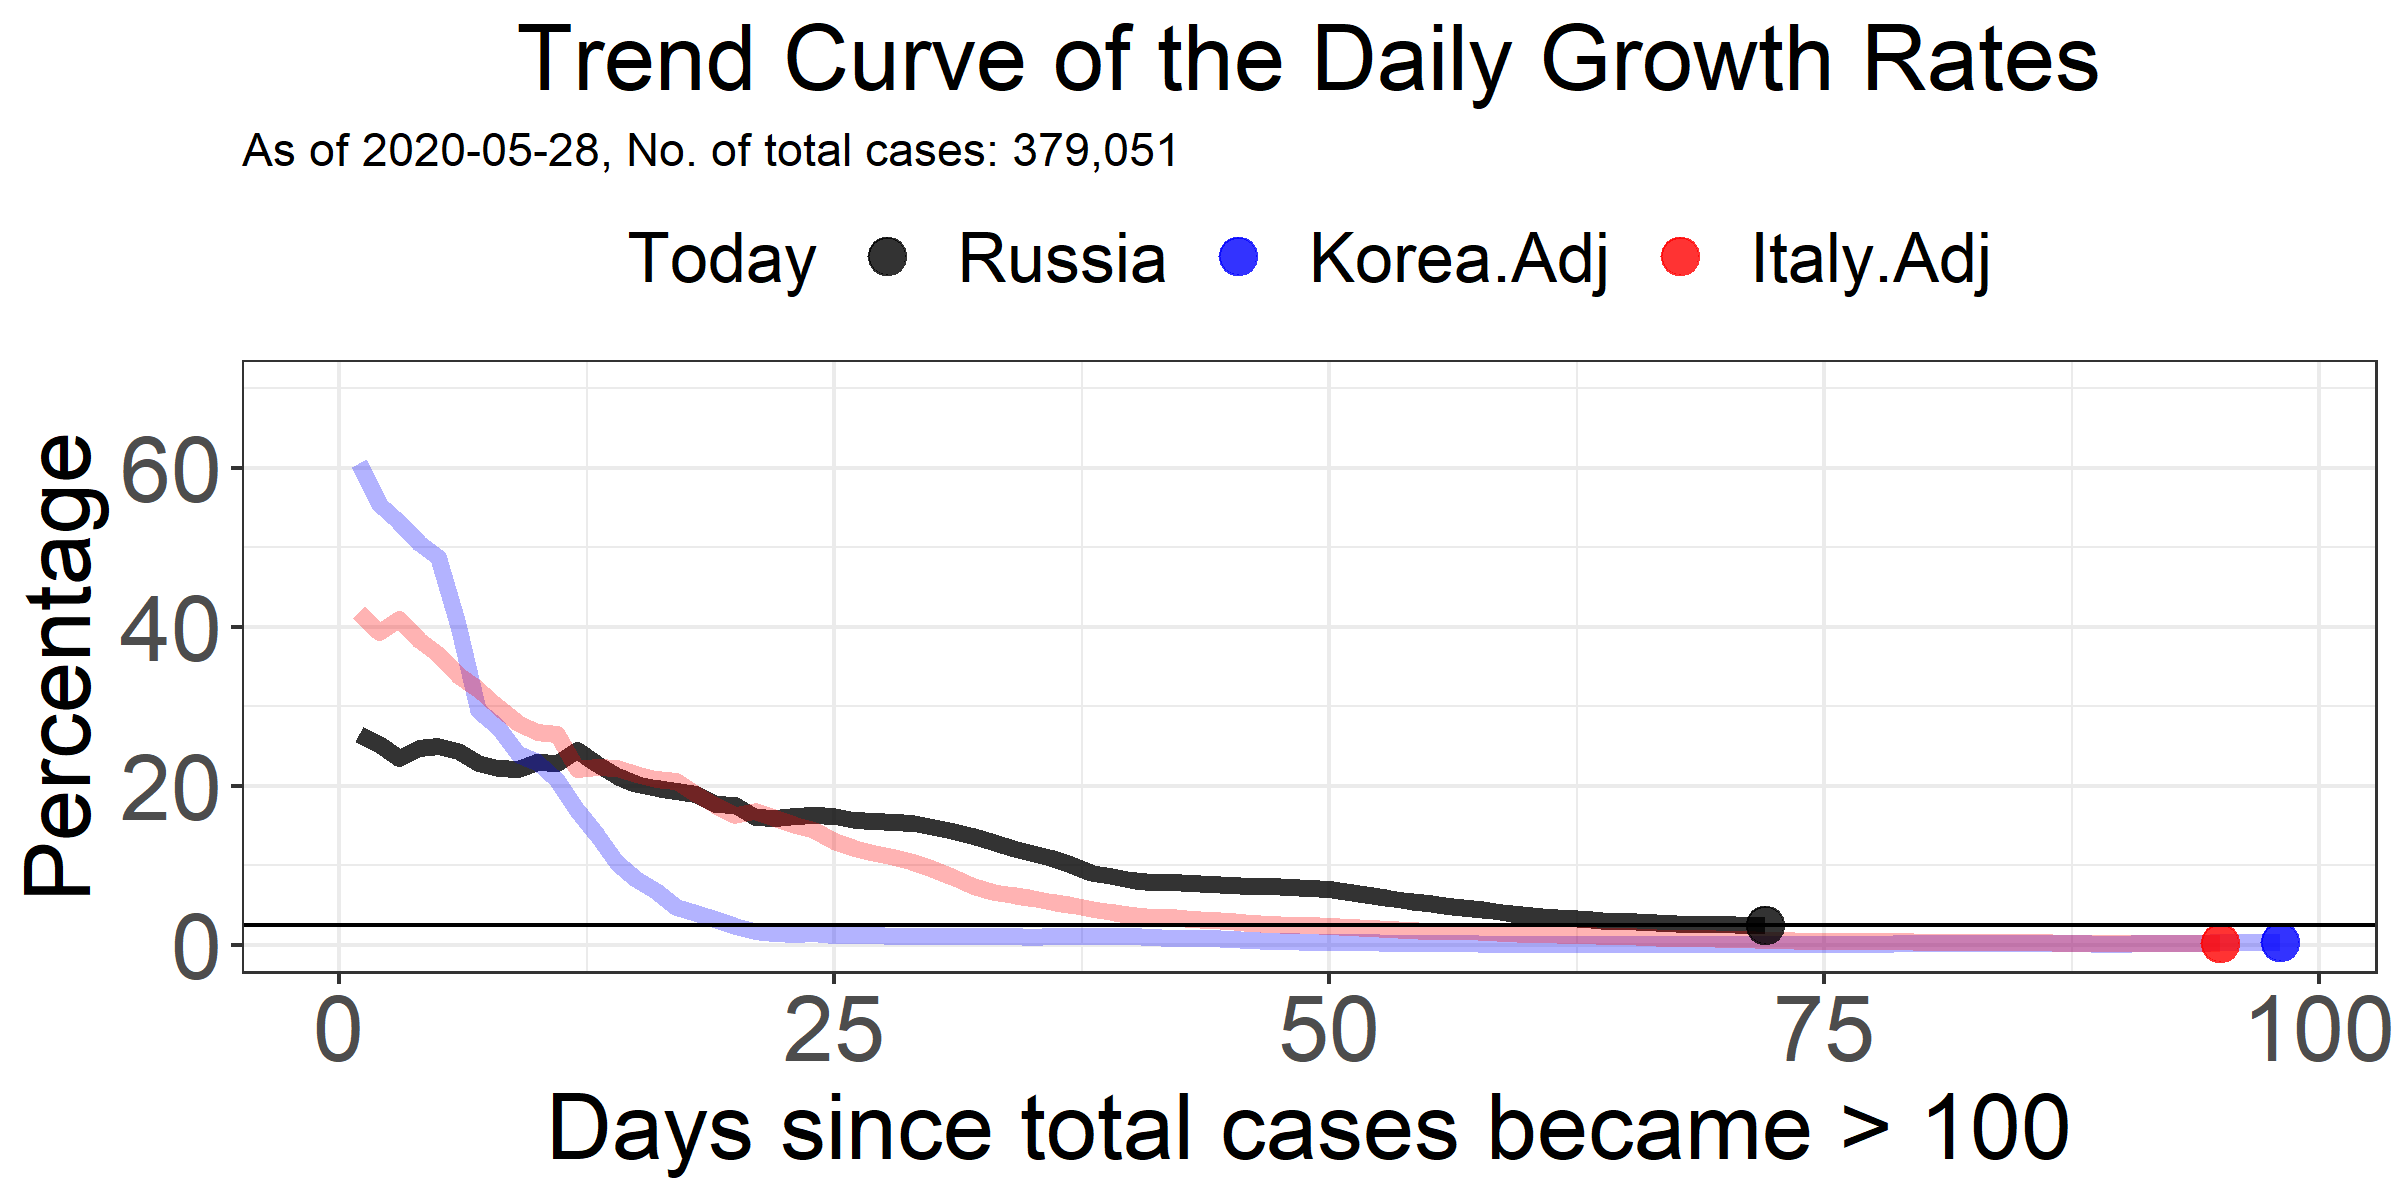 Trend Curve of the Daily Growth Rates
As of 2020-05-28, No. of total cases: 379,051
Today Russia Korea.Adj Italy.Adj
Percentage
60
40
20
0
0 25 50 75 100
Days since total cases became > 100